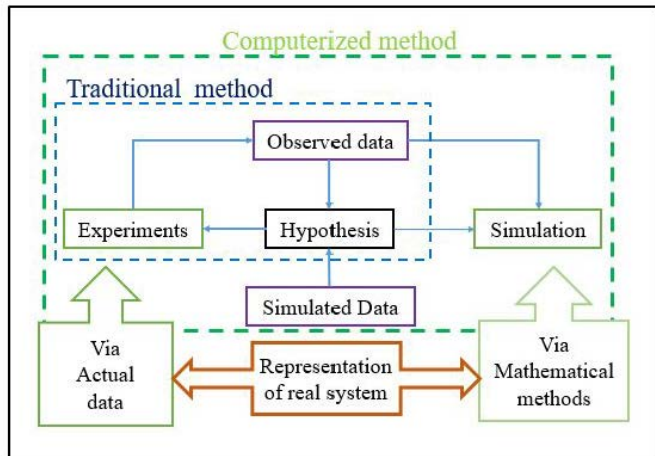 Computerized method
Traditional method
Observed data
Experiments
Hypothesis
Simulation
Simulated Data
Via
Actual
data
Representation
of real system
Via
Mathematical
methods